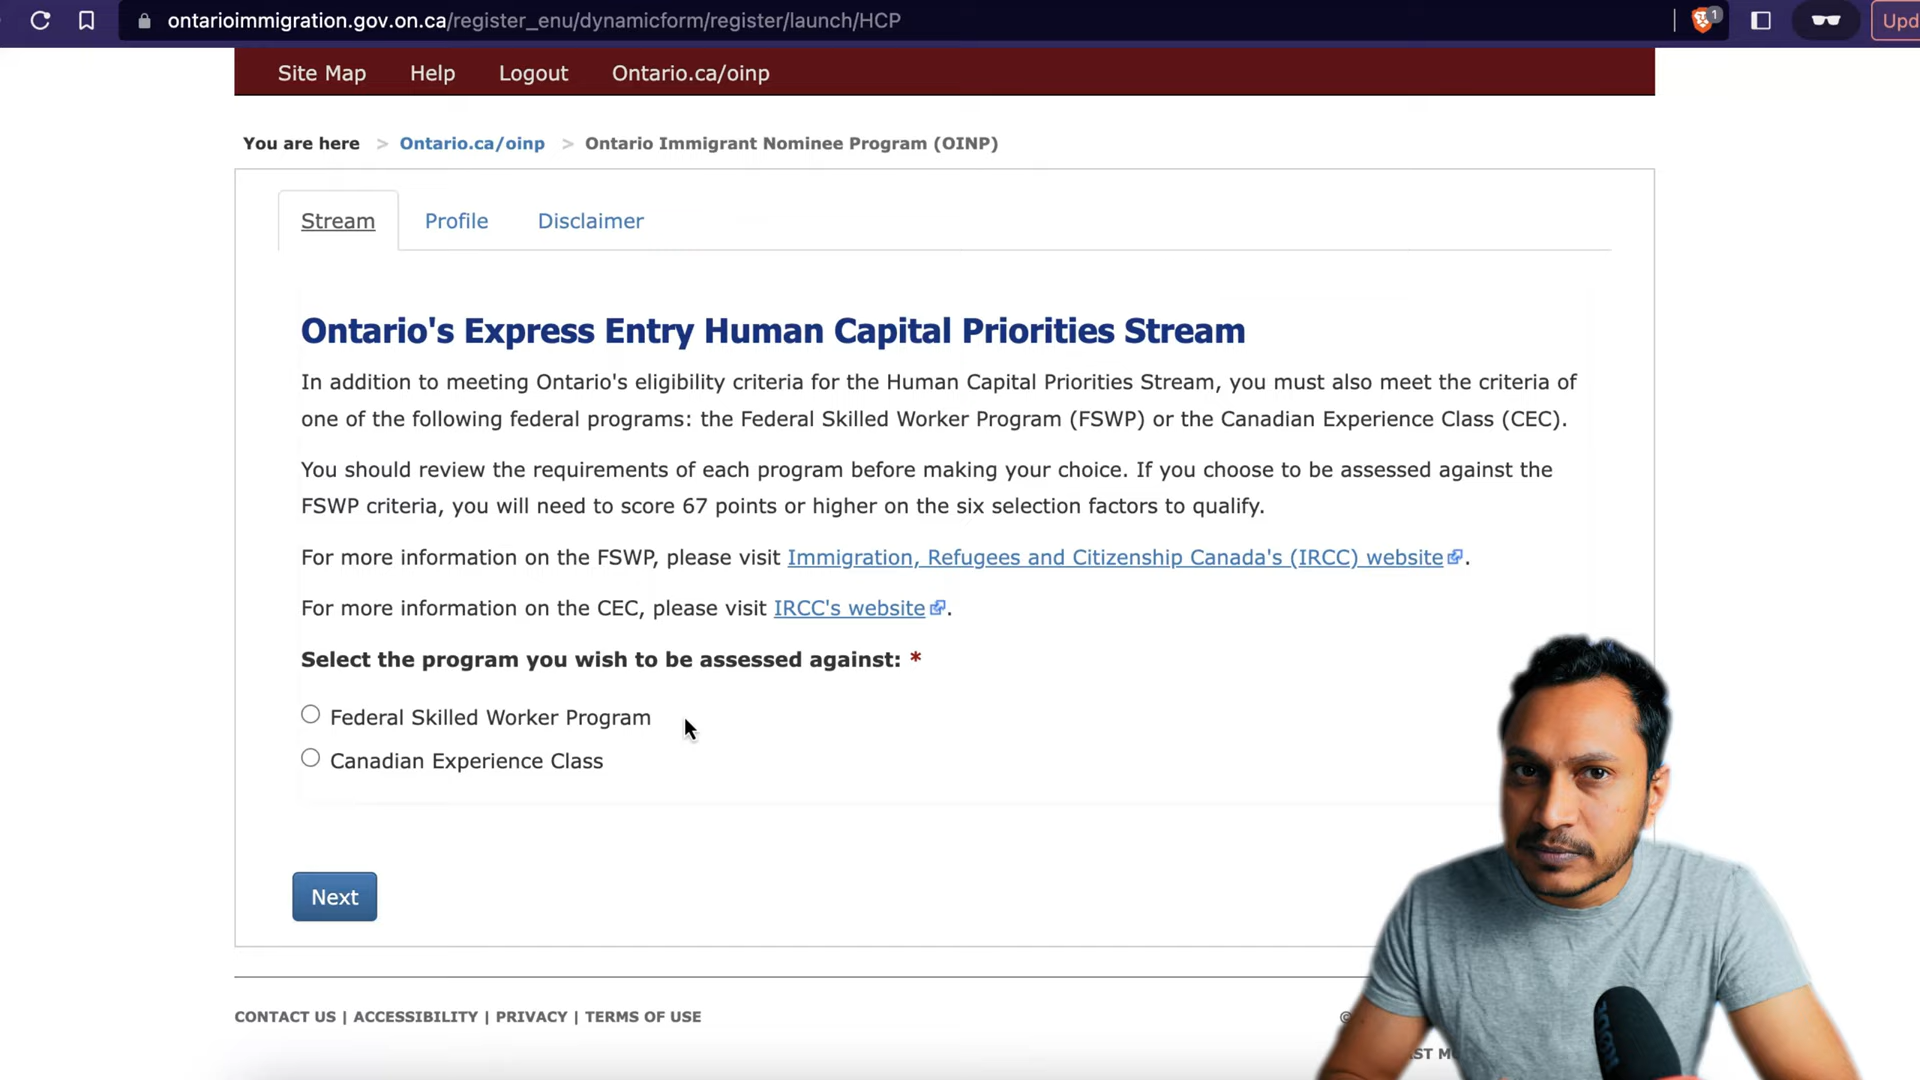 ontarioimmigration.gov.on.ca/register_enu/dynamicform/register/launch/HCP
1
Upd
Site Map Help Logout Ontario.ca/oinp
You are here > Ontario.ca/oinp > Ontario Immigrant Nominee Program (OINP)
Stream Profile Disclaimer
Ontario's Express Entry Human Capital Priorities Stream
In addition to meeting Ontario's eligibility criteria for the Human Capital Priorities Stream, you must also meet the criteria of
one of the following federal programs: the Federal Skilled Worker Program (FSWP) or the Canadian Experience Class (CEC).
You should review the requirements of each program before making your choice. If you choose to be assessed against the
FSWP criteria, you will need to score 67 points or higher on the six selection factors to qualify.
For more information on the FSWP, please visit Immigration, Refugees and Citizenship Canada's (IRCC) website.
For more information on the CEC, please visit IRCC's website.
Select the program you wish to be assessed against: *
Federal Skilled Worker Program
Canadian Experience Class
Next
CONTACT US | ACCESSIBILITY | PRIVACY | TERMS OF USE
©